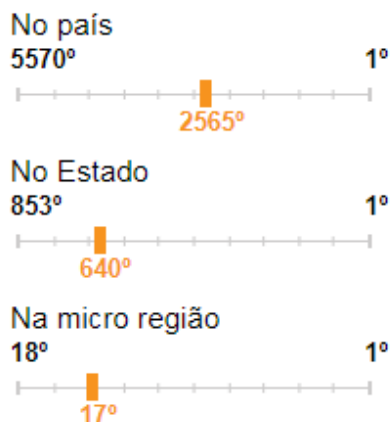 No país
5570º 1º
2565º
No Estado
853º 1º
640º
Na micro região
18º 1º
17º